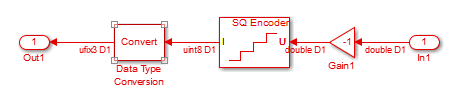 SQ Encoder
1
ufix3 D1
Convert
uint8 D1
I
U
double D1
-1
double D1
1
Out1
Data Type
Conversion
Gain1
In1